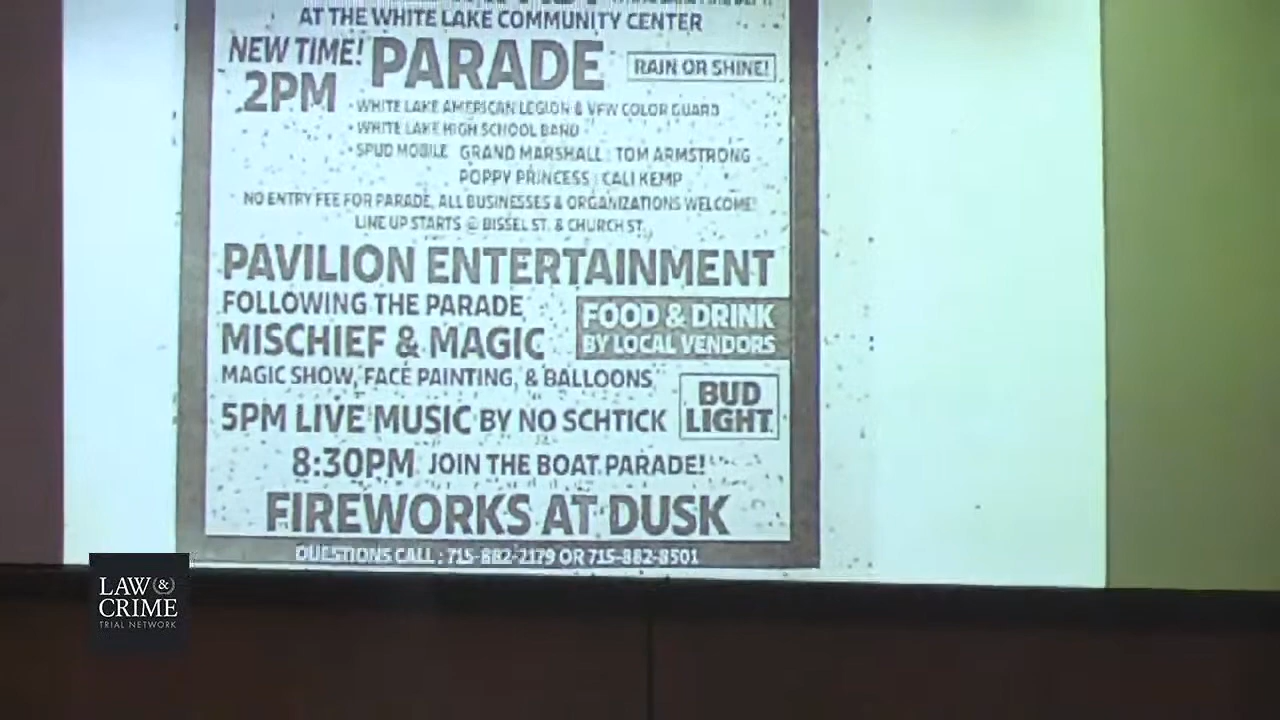 AT THE WHITE LAKE COMMUNITY CENTER
NEW TIME!
2PM
PARADE
RAIN OR SHINE!
• WHITE LAKE AMERICAN LEGION & VFW COLOR GUARD
• WHITE LAKE HIGH SCHOOL BAND
• SPUD MOBILE GRAND MARSHALL : TOM ARMSTRONG
POPPY PRINCESS : CALI KEMP
NO ENTRY FEE FOR PARADE, ALL BUSINESSES & ORGANIZATIONS WELCOME!
LINE UP STARTS @ BISSEL ST. & CHURCH ST.
PAVILION ENTERTAINMENT
FOLLOWING THE PARADE
MISCHIEF & MAGIC
FOOD & DRINK
BY LOCAL VENDORS
MAGIC SHOW, FACE PAINTING, & BALLOONS
5PM LIVE MUSIC BY NO SCHTICK
BUD
LIGHT
8:30PM JOIN THE BOAT PARADE!
FIREWORKS AT DUSK
QUESTIONS CALL : 715-882-2179 OR 715-882-8501
LAW & CRIME
TRIAL NETWORK